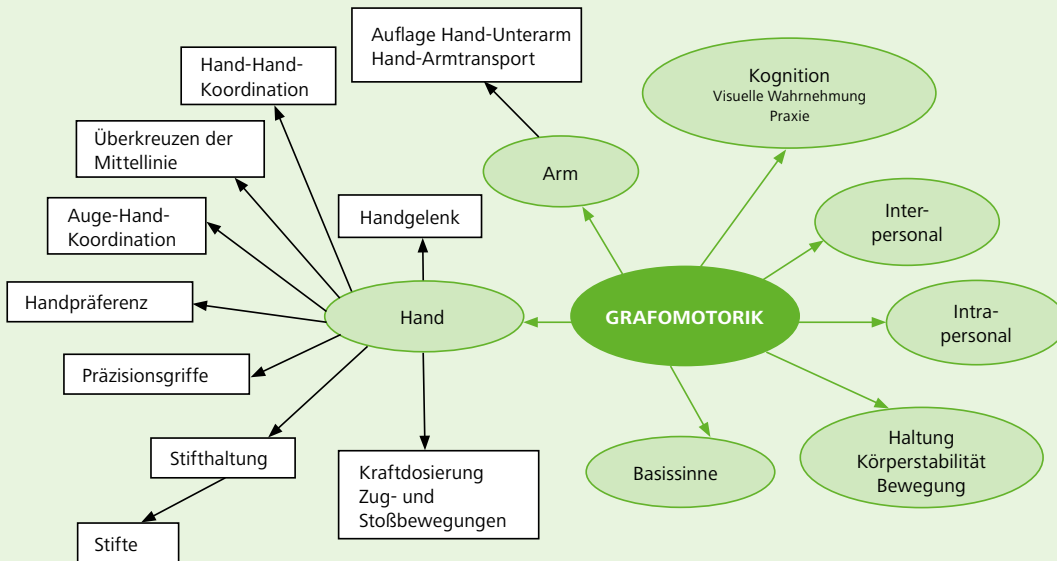 Auflage Hand-Unterarm
Hand-Armtransport
Hand-Hand-
Koordination
Kognition
Visuelle Wahrnehmung
Praxie
Überkreuzen der
Mittellinie
Arm
Auge-Hand-
Koordination
Handgelenk
Inter-
personal
Handpräferenz
Hand
GRAFOMOTORIK
Intra-
personal
Präzisionsgriffe
Stifthaltung
Kraftdosierung
Zug- und
Stoßbewegungen
Basissinne
Haltung
Körperstabilität
Bewegung
Stifte